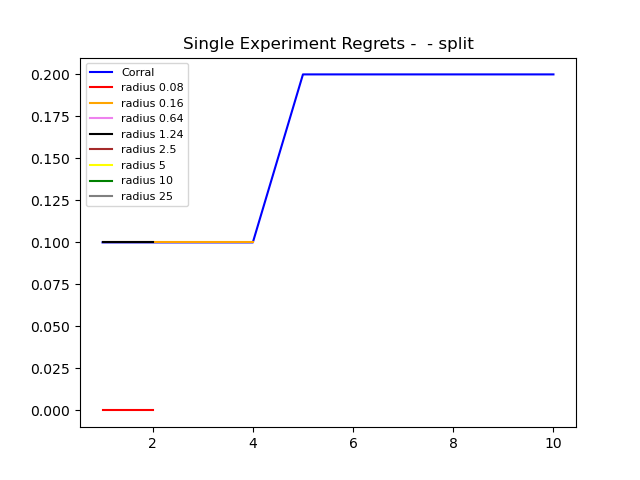 Single Experiment Regrets -  - split
0.200
0.175
0.150
0.125
0.100
0.075
0.050
0.025
0.000
Corral
radius 0.08
radius 0.16
radius 0.64
radius 1.24
radius 2.5
radius 5
radius 10
radius 25
2
4
6
8
10